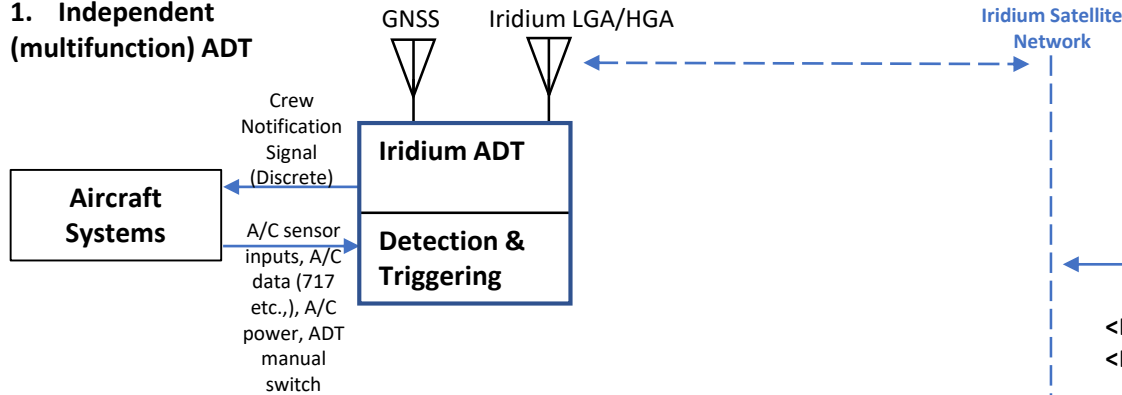 1. Independent
(multifunction) ADT
GNSS
Iridium LGA/HGA
Iridium Satellite
Network
Crew
Notification
Signal
(Discrete)
Iridium ADT
Aircraft
Systems
A/C sensor
inputs, A/C
data (717
etc.,), A/C
power, ADT
manual
switch
Detection &
Triggering